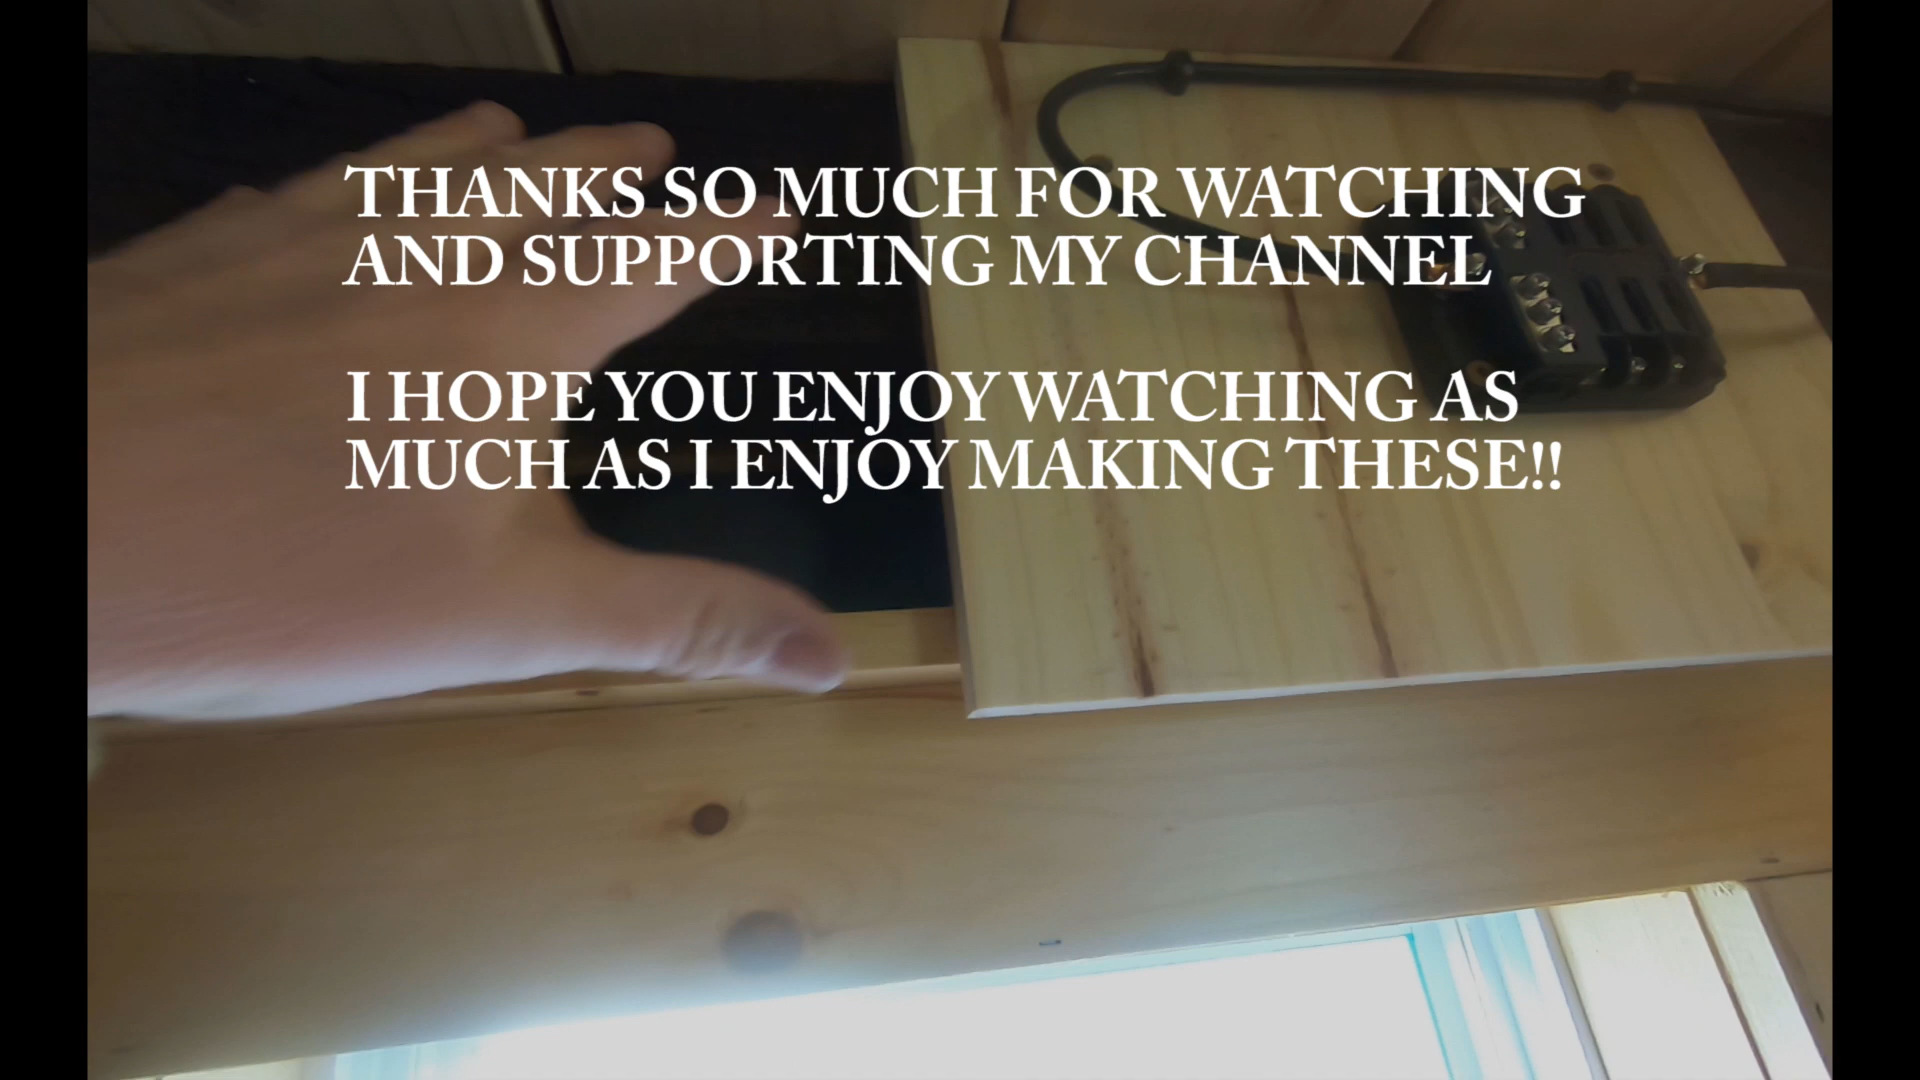 THANKS SO MUCH FOR WATCHING
AND SUPPORTING MY CHANNEL
I HOPE YOU ENJOY WATCHING AS
MUCH AS I ENJOY MAKING THESE!!